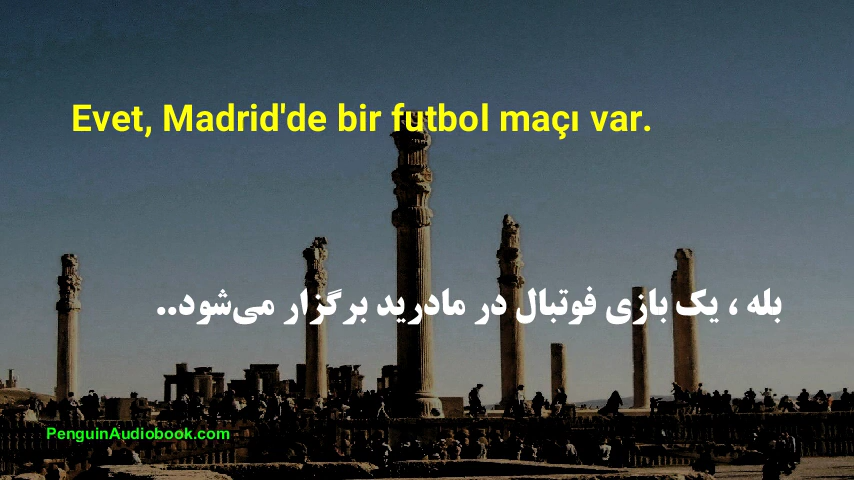 Evet, Madrid'de bir futbol maçı var.
بله ، یک بازی فوتبال در مادرید برگزار می‌شود..
PenguinAudiobook.com